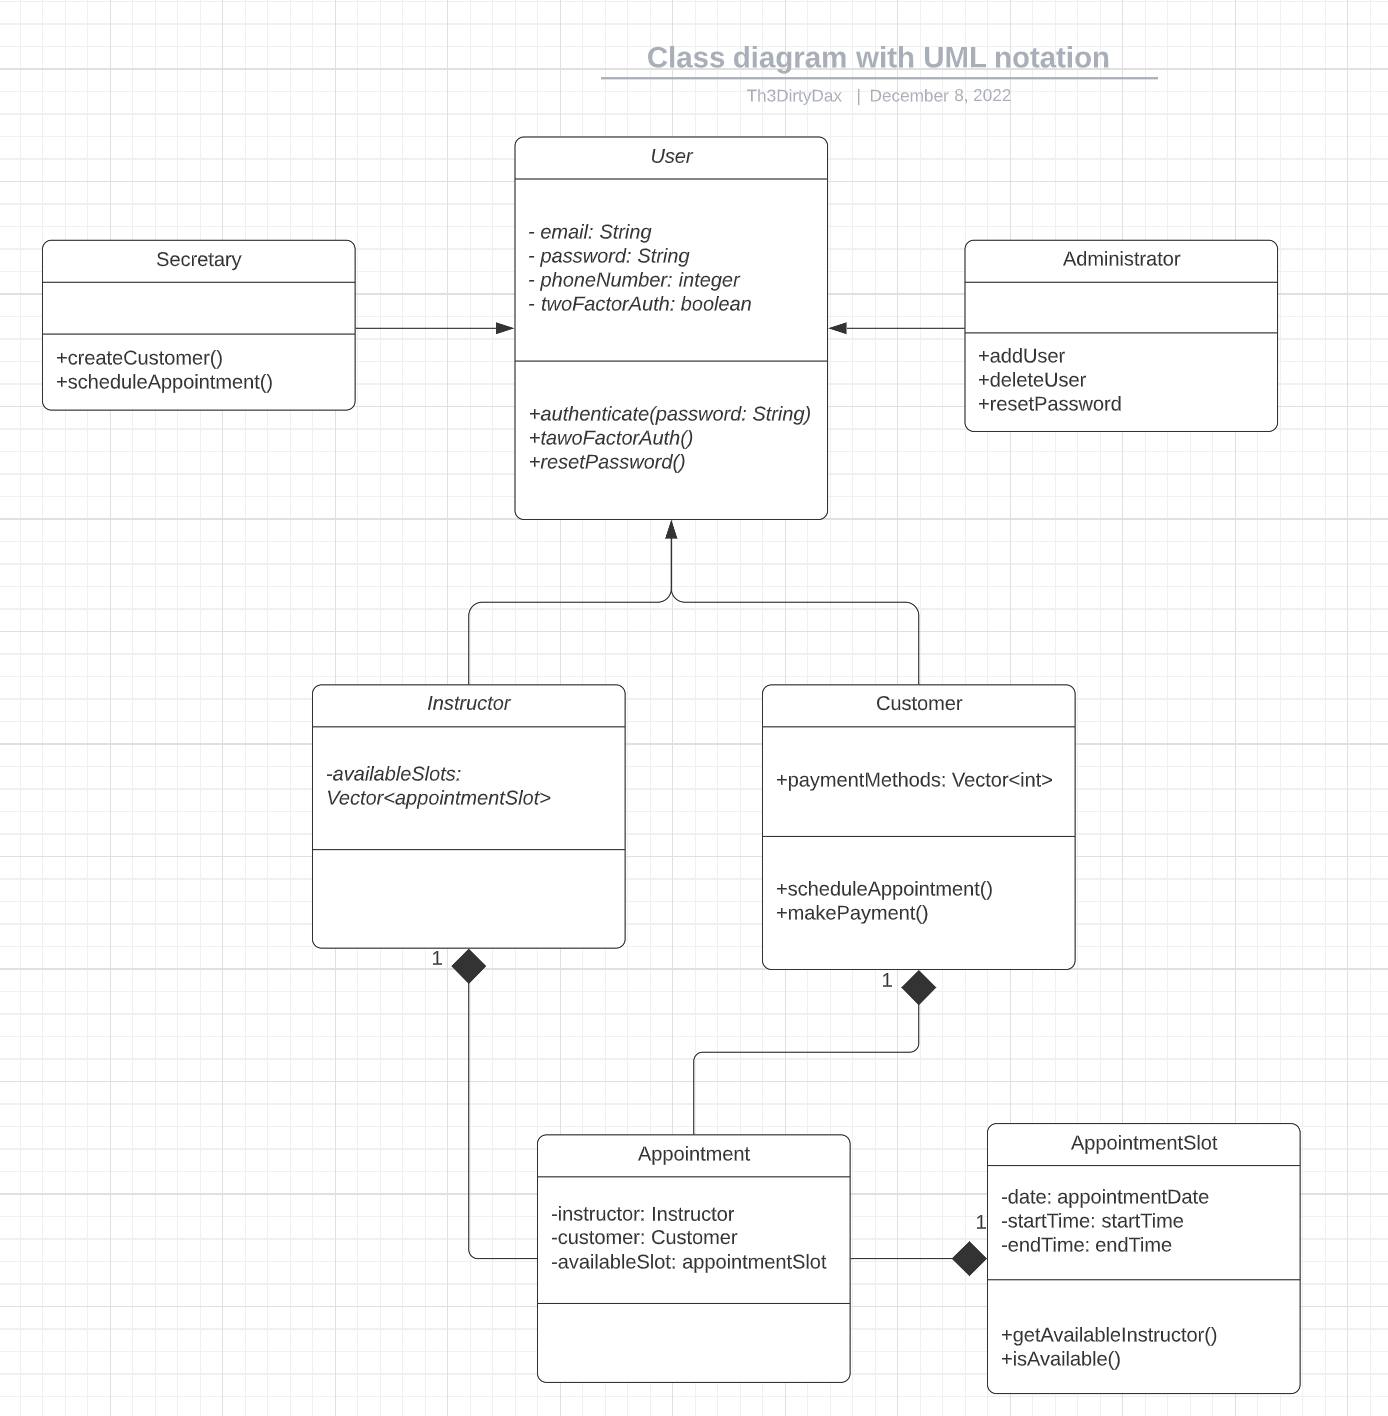 Class diagram with UML notation
Th3DirtyDax | December 8, 2022
User
- email: String
- password: String
- phoneNumber: integer
- twoFactorAuth: boolean
+authenticate(password: String)
+tawoFactorAuth()
+resetPassword()
Secretary
+createCustomer()
+scheduleAppointment()
Administrator
+addUser
+deleteUser
+resetPassword
Instructor
-availableSlots:
Vector<appointmentSlot>
1
Customer
+paymentMethods: Vector<int>
+scheduleAppointment()
+makePayment()
1
Appointment
-instructor: Instructor
-customer: Customer
-availableSlot: appointmentSlot
1
AppointmentSlot
-date: appointmentDate
-startTime: startTime
-endTime: endTime
+getAvailableInstructor()
+isAvailable()